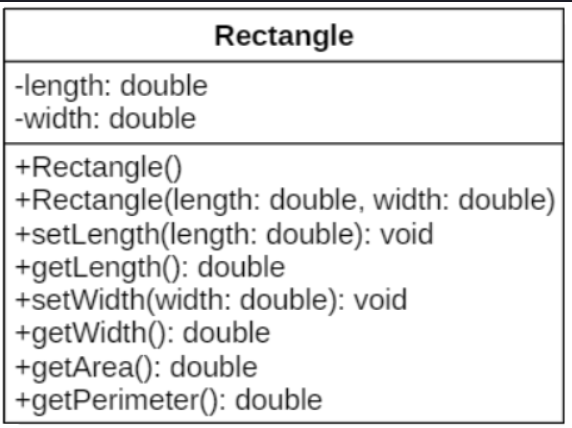 Rectangle
-length: double
-width: double
+Rectangle()
+Rectangle(length: double, width: double)
+setLength(length: double): void
+getLength(): double
+setWidth(width: double): void
+getWidth(): double
+getArea(): double
+getPerimeter(): double